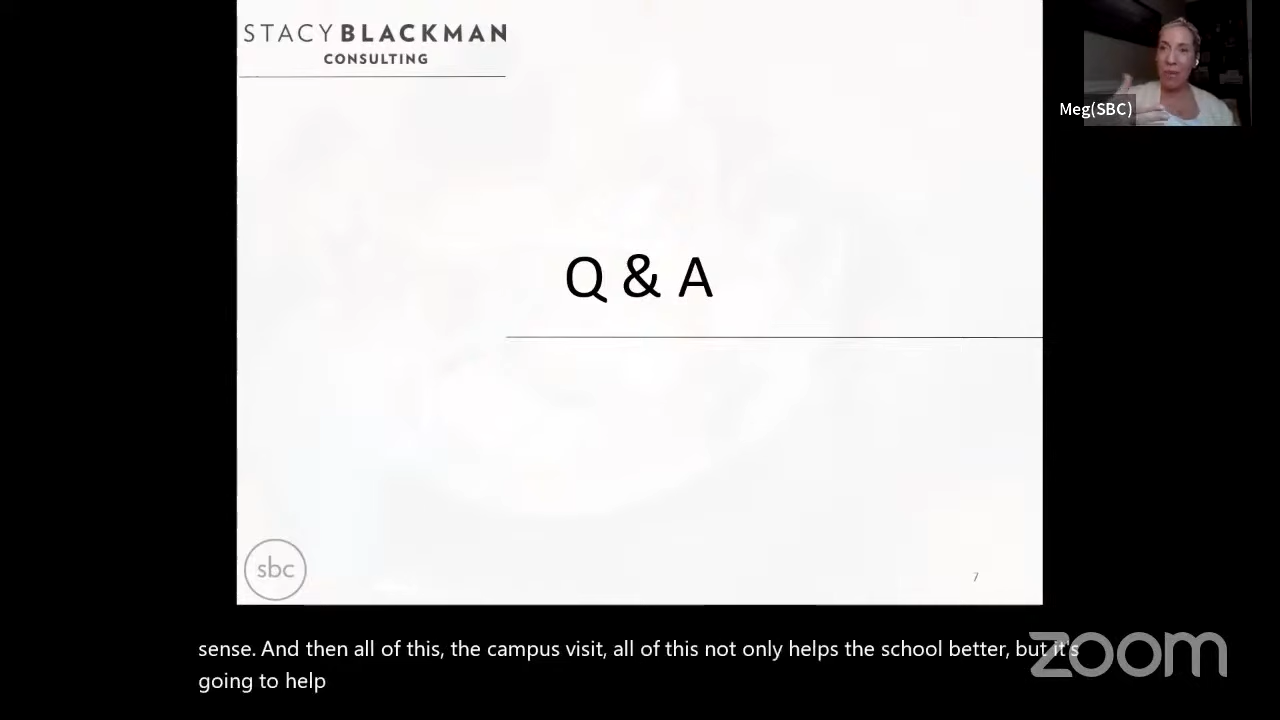 STACY BLACKMAN
CONSULTING
Meg(SBC)
Q & A
sbc
7
sense. And then all of this, the campus visit, all of this not only helps the school better, but it's
going to help
zoom